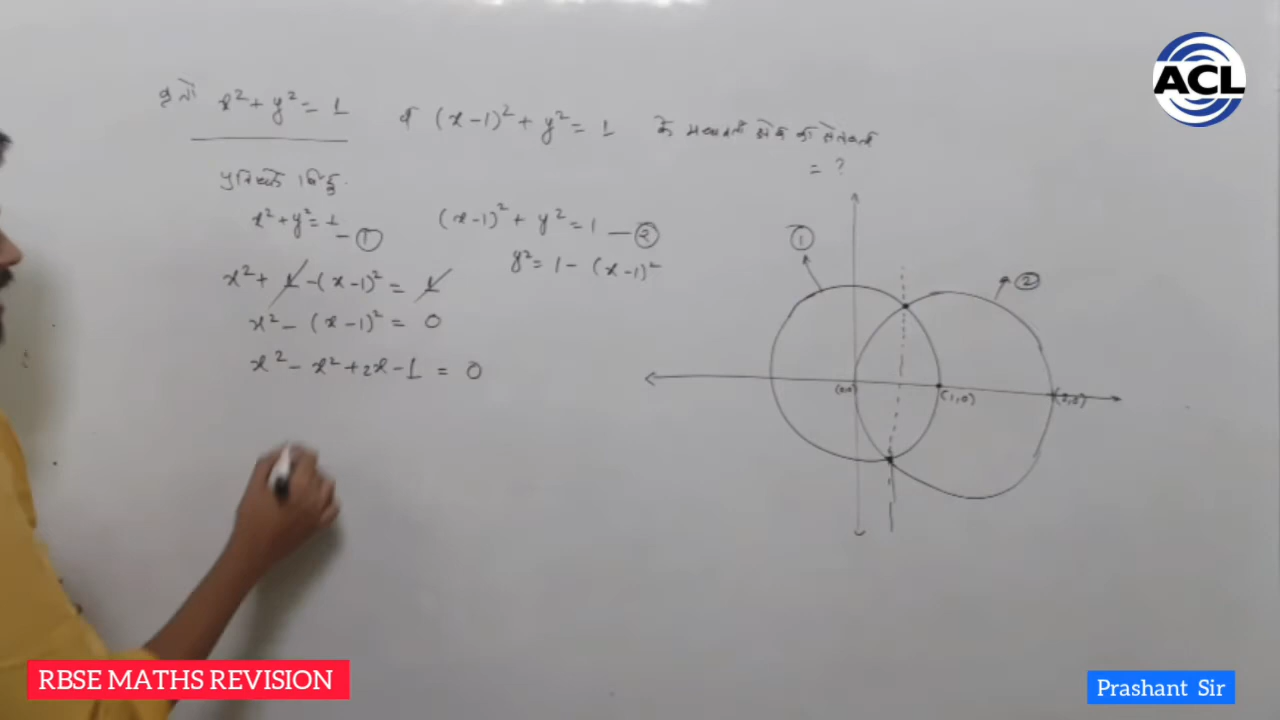 वृतों x² + y² = 1 व (x-1)² + y² = 1 के मध्यवर्ती क्षेत्र का क्षेत्रफल
= ?
प्रतिच्छेद बिंदु
x² + y² = 1 — ① (x-1)² + y² = 1 — ②
y² = 1 - (x-1)²
x² + 1 - (x-1)² = 1
x² - (x-1)² = 0
x² - x² + 2x - 1 = 0
①
②
(0,0)
(1,0)
(2,0)
ACL
RBSE MATHS REVISION
Prashant Sir